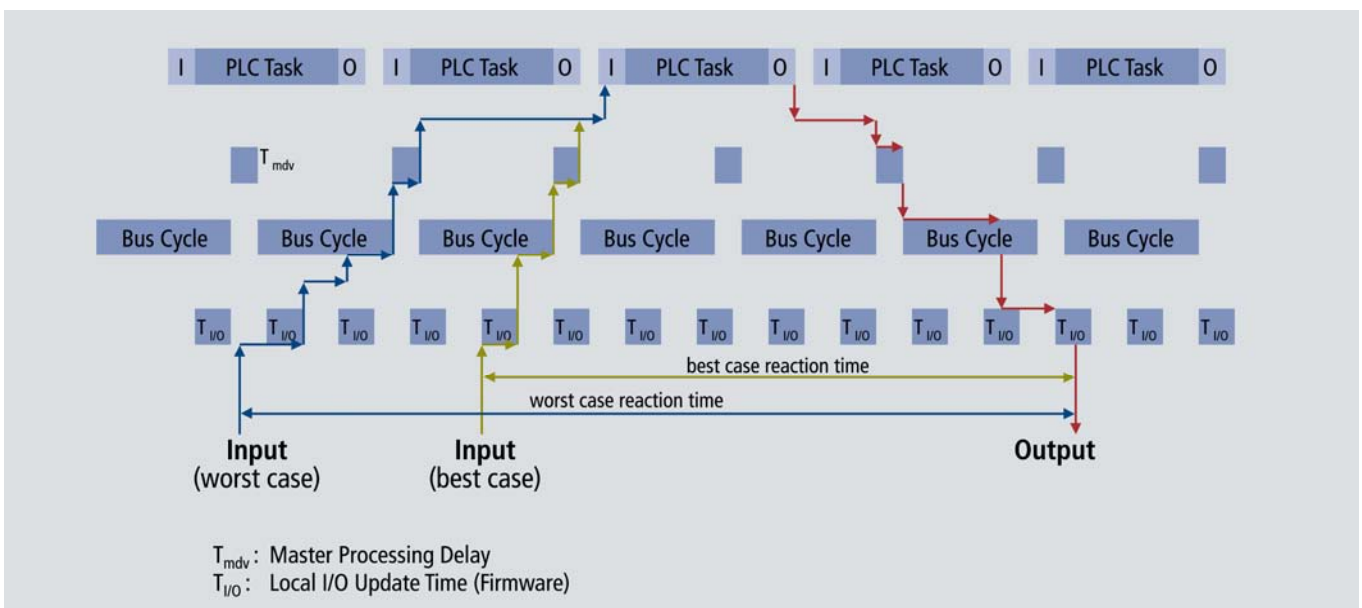 I PLC Task O I PLC Task O I PLC Task O I PLC Task O I PLC Task O
T mdv
Bus Cycle Bus Cycle Bus Cycle Bus Cycle Bus Cycle Bus Cycle Bus Cycle
T I/O T I/O T I/O T I/O T I/O T I/O T I/O T I/O T I/O T I/O T I/O T I/O T I/O T I/O T I/O
best case reaction time
worst case reaction time
Input Input Output
(worst case) (best case)
Tmdv : Master Processing Delay
TI/O : Local I/O Update Time (Firmware)